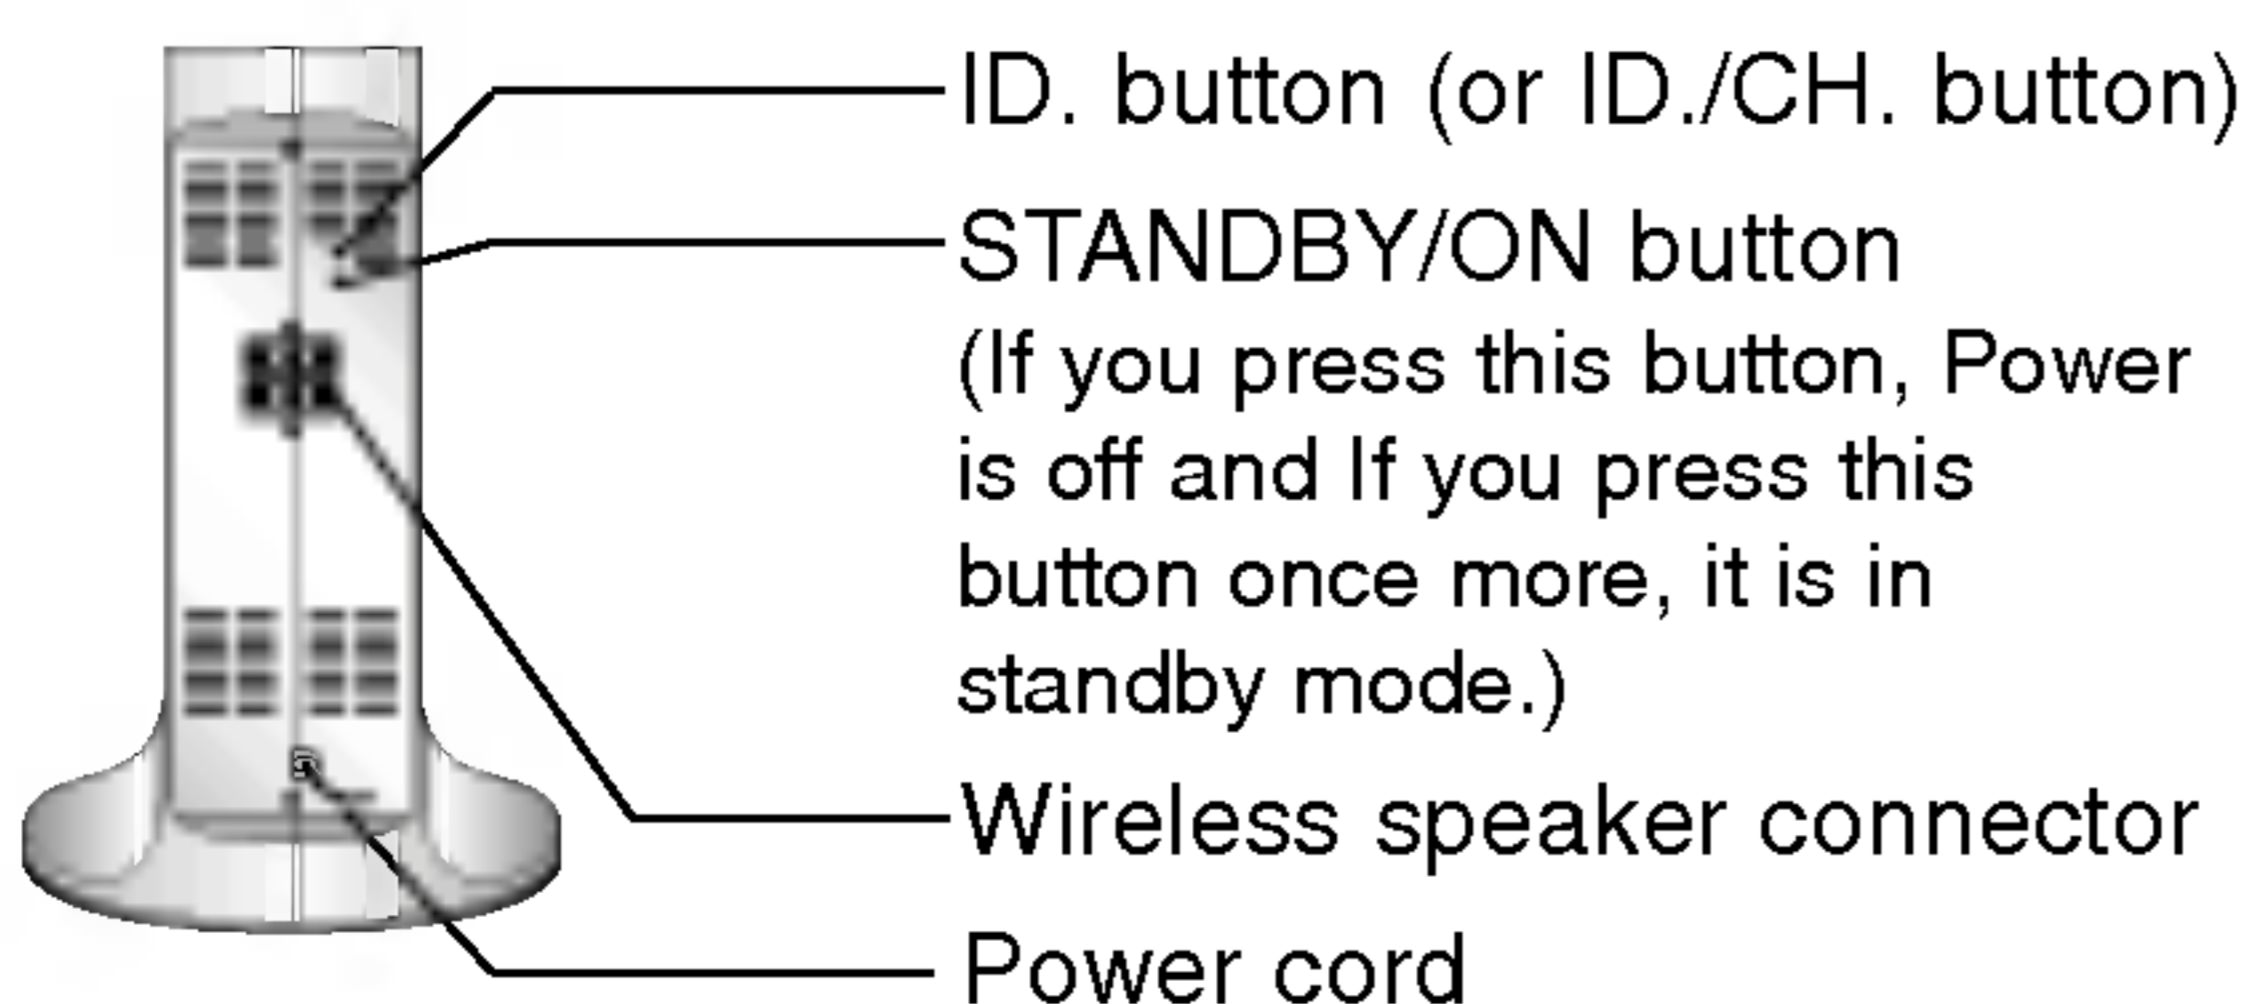 ID. button (or ID./CH. button)
STANDBY/ON button
(If you press this button, Power
is off and If you press this
button once more, it is in
standby mode.)
Wireless speaker connector
Power cord